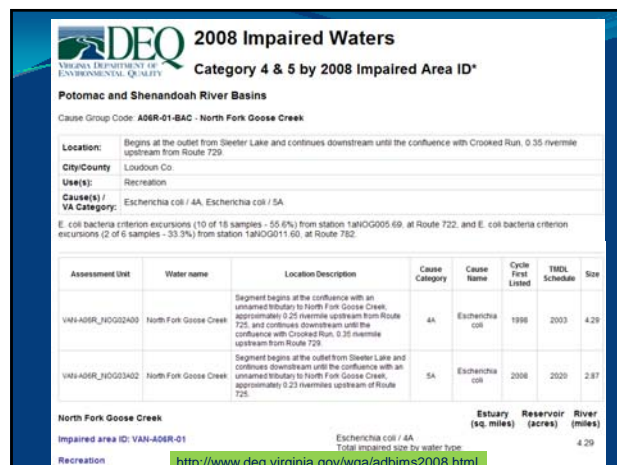 DEQ
VIRGINIA DEPARTMENT OF
ENVIRONMENTAL QUALITY
2008 Impaired Waters
Category 4 & 5 by 2008 Impaired Area ID*
Potomac and Shenandoah River Basins
Cause Group Code: A06R-01-BAC - North Fork Goose Creek
Location: Begins at the outlet from Sleeter Lake and continues downstream until the confluence with Crooked Run, 0.35 rivermile
upstream from Route 729.
City/County Loudoun Co
Use(s): Recreation
Cause(s) /
VA Category: Escherichia coli / 4A, Escherichia coli / 5A
E. coli bacteria criterion excursions (10 of 18 samples - 55.6%) from station 1aNOG005.69, at Route 722, and E. coli bacteria criterion
excursions (2 of 6 samples - 33.3%) from station 1aNOG011.60, at Route 782.
Assessment Unit Water name Location Description Cause Category Cause Name Cycle First Listed TMDL Schedule Size
VAN-A06R_NOG02A00 North Fork Goose Creek Segment begins at the confluence with an
unnamed tributary to North Fork Goose Creek,
approximately 0.25 rivermile upstream from Route
725, and continues downstream until the
confluence with Crooked Run, 0.35 rivermile
upstream from Route 729. 4A Escherichia coli 1998 2003 4.29
VAN-A06R_NOG03A02 North Fork Goose Creek Segment begins at the outlet from Sleeter Lake and
continues downstream until the confluence with an
unnamed tributary to North Fork Goose Creek,
approximately 0.23 rivermiles upstream of Route
725. 5A Escherichia coli 2008 2020 2.87
North Fork Goose Creek Estuary (sq. miles) Reservoir (acres) River (miles)
Impaired area ID: VAN-A06R-01 Escherichia coli / 4A
Total impaired size by water type: 4.29
Recreation
http://www.deq.virginia.gov/wqa/adbims2008.html